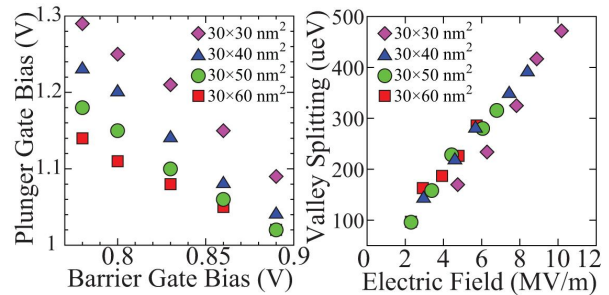 1.3
1.2
1.1
1
Plunger Gate Bias (V)
30×30 nm²
30×40 nm²
30×50 nm²
30×60 nm²
0.8
0.85
0.9
Barrier Gate Bias (V)
500
400
300
200
100
Valley Splitting (ueV)
30×30 nm²
30×40 nm²
30×50 nm²
30×60 nm²
0
2
4
6
8
10
12
Electric Field (MV/m)